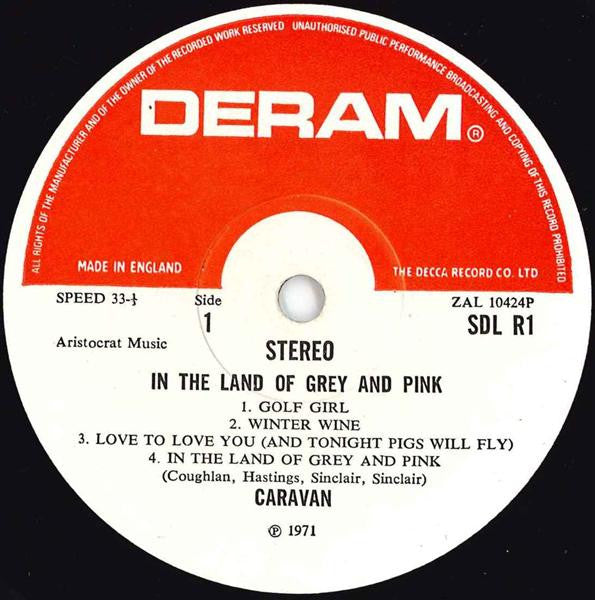 ALL RIGHTS OF THE MANUFACTURER AND OF THE OWNER OF THE RECORDED WORK RESERVED UNAUTHORISED PUBLIC PERFORMANCE BROADCASTING AND COPYING OF THIS RECORD PROHIBITED
DERAM®
MADE IN ENGLAND
THE DECCA RECORD CO. LTD
SPEED 33-⅓
Side
1
ZAL 10424P
SDL R1
Aristocrat Music
STEREO
IN THE LAND OF GREY AND PINK
1. GOLF GIRL
2. WINTER WINE
3. LOVE TO LOVE YOU (AND TONIGHT PIGS WILL FLY)
4. IN THE LAND OF GREY AND PINK
(Coughlan, Hastings, Sinclair, Sinclair)
CARAVAN
℗ 1971